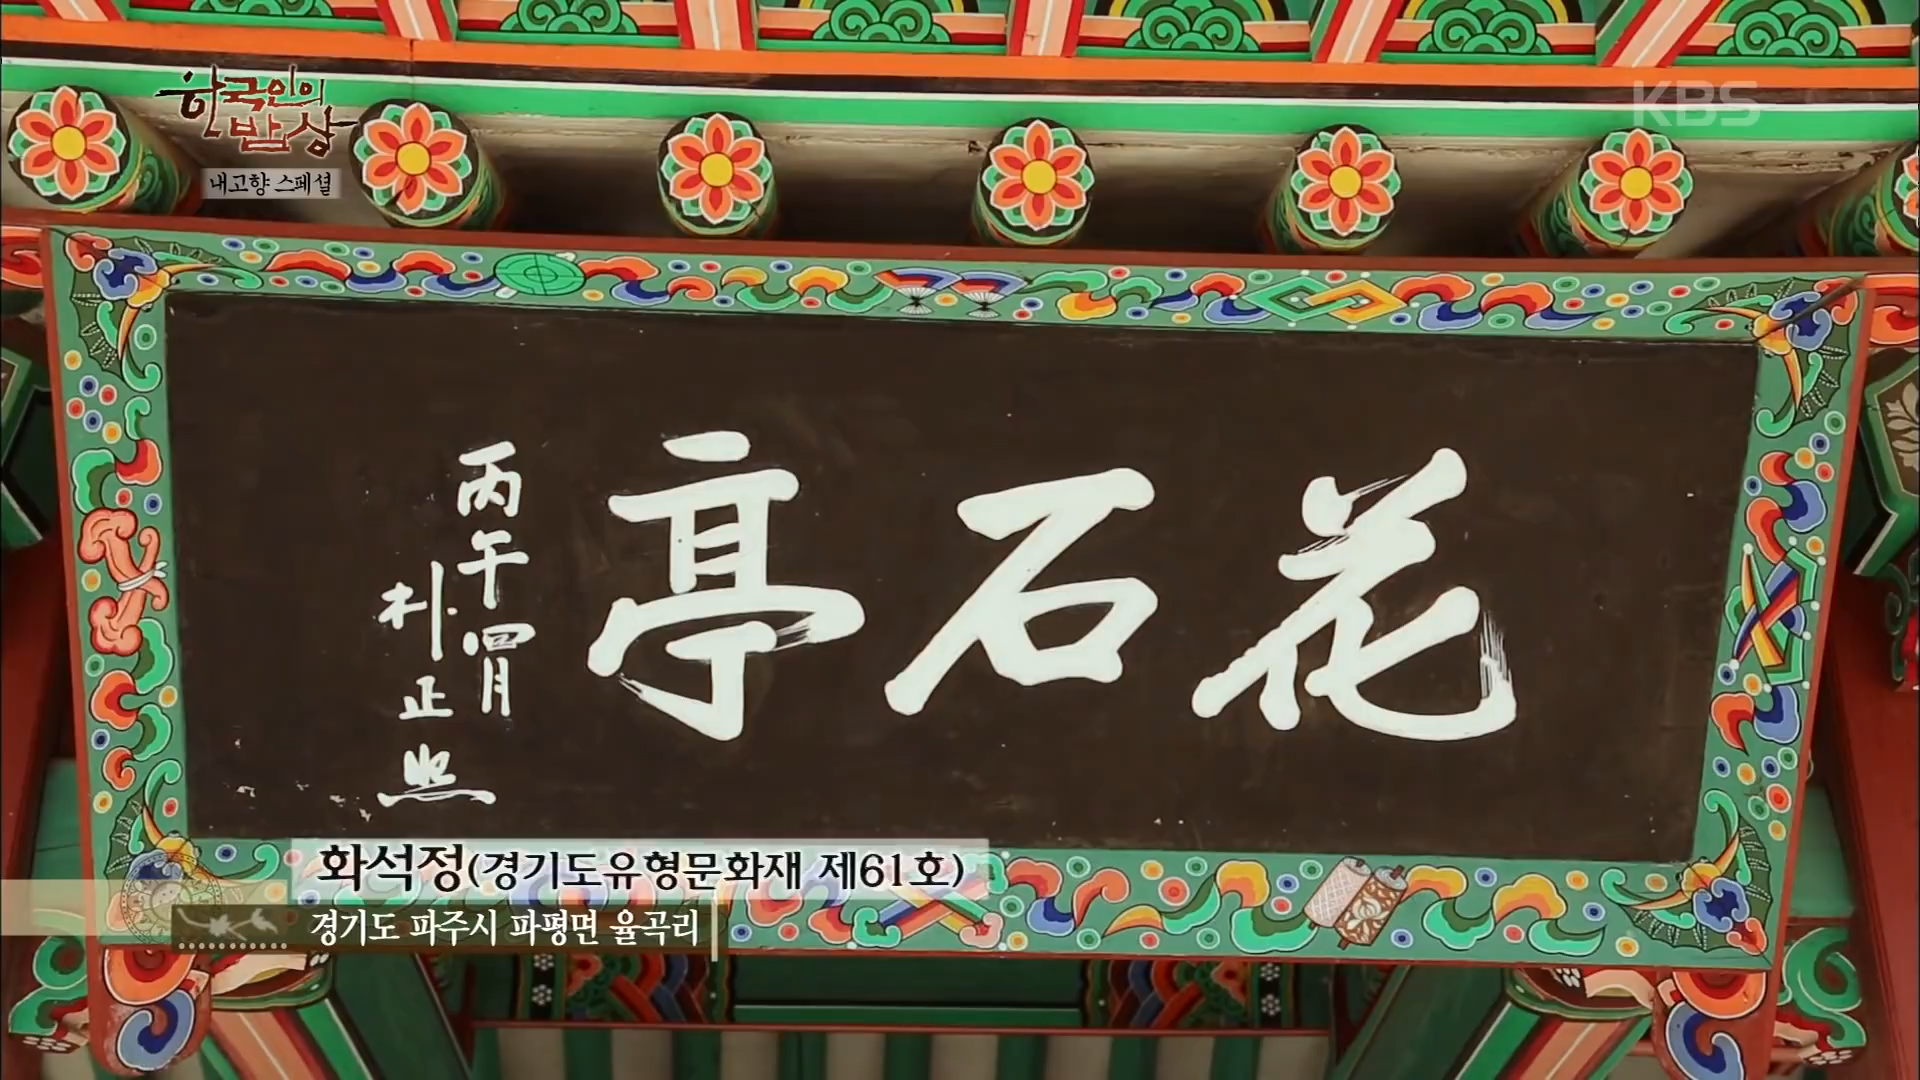 한국인의
밥상
내고향 스페셜
KBS
花石亭
丙午四月
朴正熙
화석정(경기도유형문화재 제61호)
경기도 파주시 파평면 율곡리